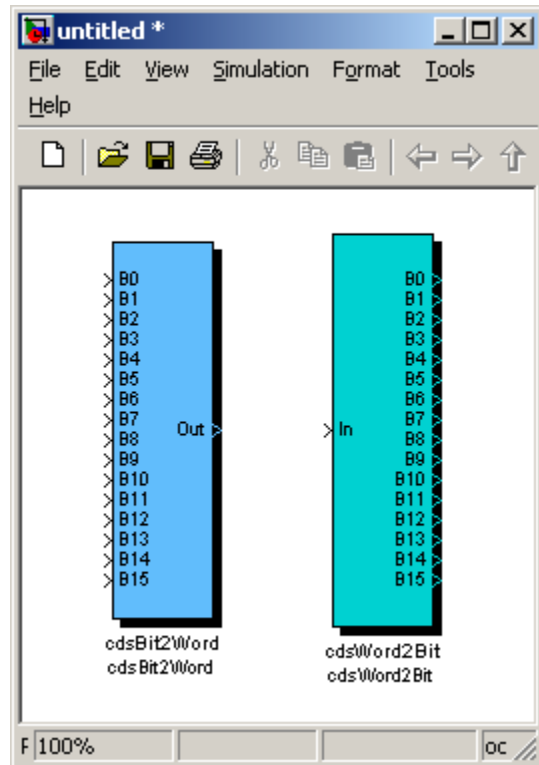 untitled *
File Edit View Simulation Format Tools
Help
B0
B1
B2
B3
B4
B5
B6
B7
B8
B9
B10
B11
B12
B13
B14
B15
Out
cdsBit2Word
cdsBit2Word
In
B0
B1
B2
B3
B4
B5
B6
B7
B8
B9
B10
B11
B12
B13
B14
B15
cdsWord2Bit
cdsWord2Bit
F 100% oc